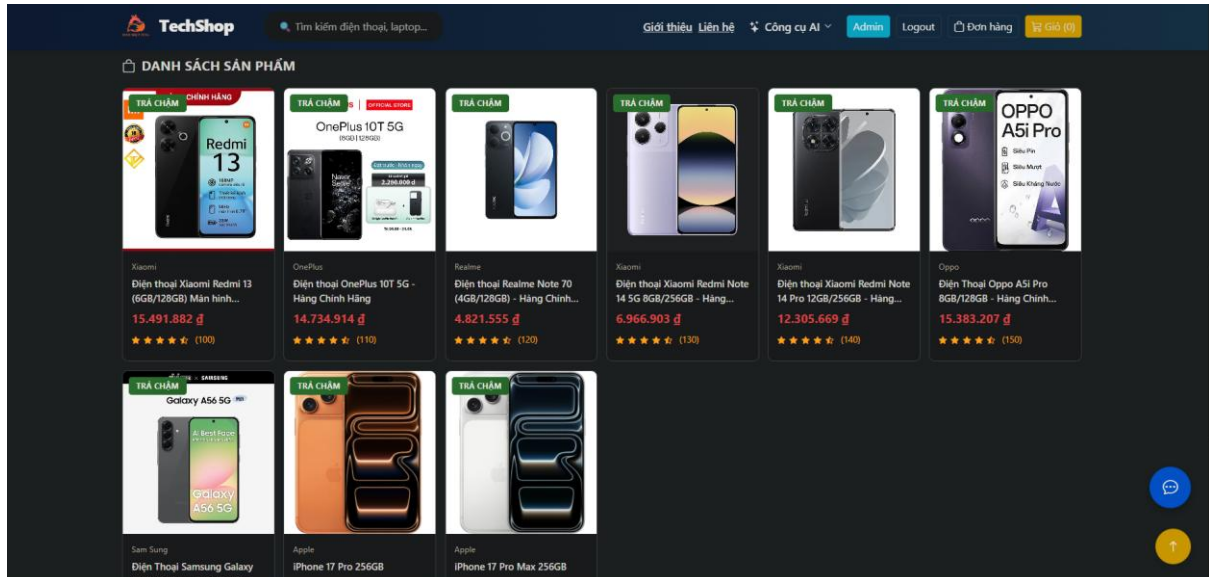 TechShop
Tìm kiếm điện thoại, laptop...
Giới thiệu Liên hệ Công cụ AI Admin Logout Đơn hàng Giỏ (0)
DANH SÁCH SẢN PHẨM
TRẢ CHẬM
CHÍNH HÃNG
Redmi
13
Xiaomi
Điện thoại Xiaomi Redmi 13
(6GB/128GB) Màn hình...
15.491.882 ₫
(100)
TRẢ CHẬM
OFFICIAL STORE
OnePlus 10T 5G
(8GB | 128GB)
Never
Settle
2.298.000 đ
OnePlus
Điện thoại OnePlus 10T 5G -
Hàng Chính Hãng
14.734.914 ₫
(110)
TRẢ CHẬM
Realme
Điện thoại Realme Note 70
(4GB/128GB) - Hàng Chính...
4.821.555 ₫
(120)
TRẢ CHẬM
Xiaomi
Điện thoại Xiaomi Redmi Note
14 5G 8GB/256GB - Hàng...
6.966.903 ₫
(130)
TRẢ CHẬM
Xiaomi
Điện thoại Xiaomi Redmi Note
14 Pro 12GB/256GB - Hàng...
12.305.669 ₫
(140)
TRẢ CHẬM
OPPO
A5i Pro
Siêu Pin
Siêu Mượt
Siêu Kháng Nước
oppo
Oppo
Điện Thoại Oppo A5i Pro
8GB/128GB - Hàng Chính...
15.383.207 ₫
(150)
TRẢ CHẬM
SAMSUNG
Galaxy A56 5G
Galaxy
A56 5G
Sam Sung
Điện Thoại Samsung Galaxy
TRẢ CHẬM
Apple
iPhone 17 Pro 256GB
TRẢ CHẬM
Apple
iPhone 17 Pro Max 256GB